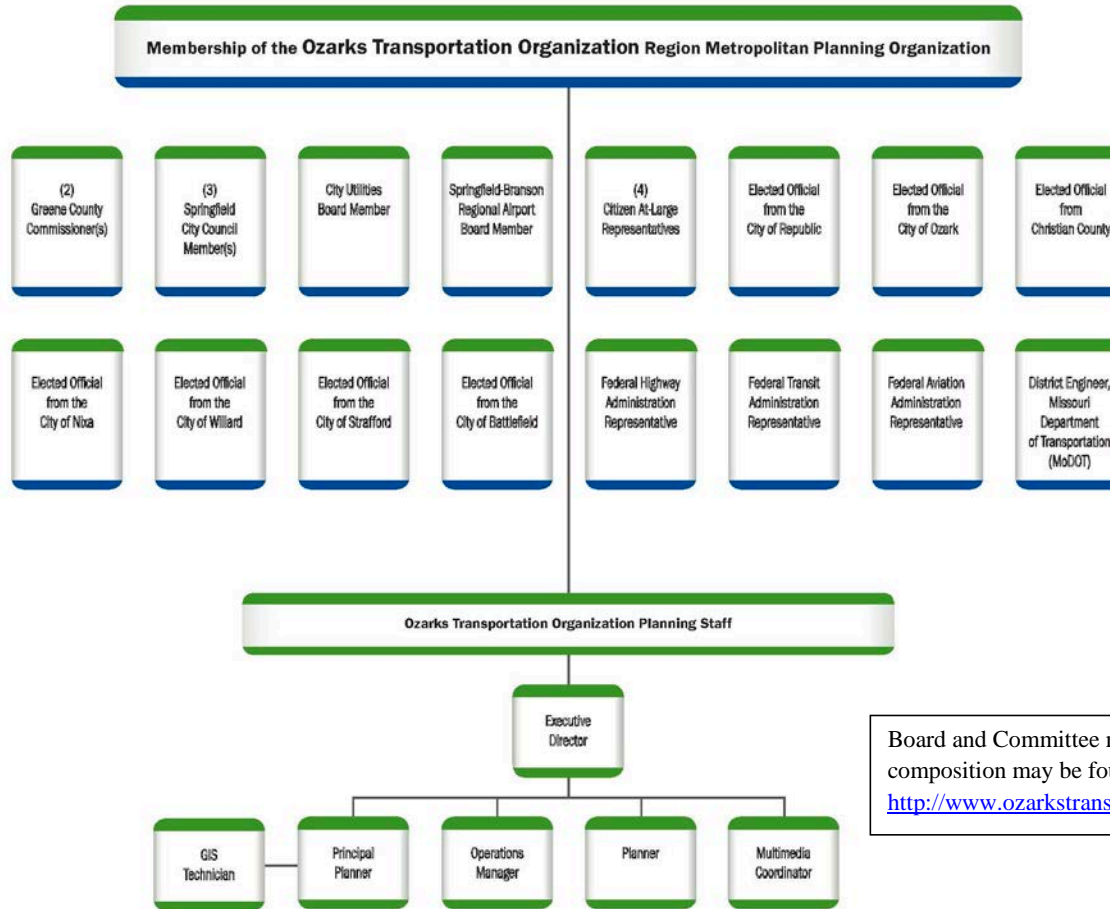 Membership of the Ozarks Transportation Organization Region Metropolitan Planning Organization
(2)
Greene County
Commissioner(s)
(3)
Springfield
City Council
Member(s)
City Utilities
Board Member
Springfield-Branson
Regional Airport
Board Member
(4)
Citizen At-Large
Representatives
Elected Official
from the
City of Republic
Elected Official
from the
City of Ozark
Elected Official
from
Christian County
Elected Official
from the
City of Nixa
Elected Official
from the
City of Willard
Elected Official
from the
City of Strafford
Elected Official
from the
City of Battlefield
Federal Highway
Administration
Representative
Federal Transit
Administration
Representative
Federal Aviation
Administration
Representative
District Engineer,
Missouri
Department
of Transportation
(MoDOT)
Ozarks Transportation Organization Planning Staff
Executive
Director
Board and Committee
composition may be
http://www.ozarkstrans
GIS
Technician
Principal
Planner
Operations
Manager
Planner
Multimedia
Coordinator